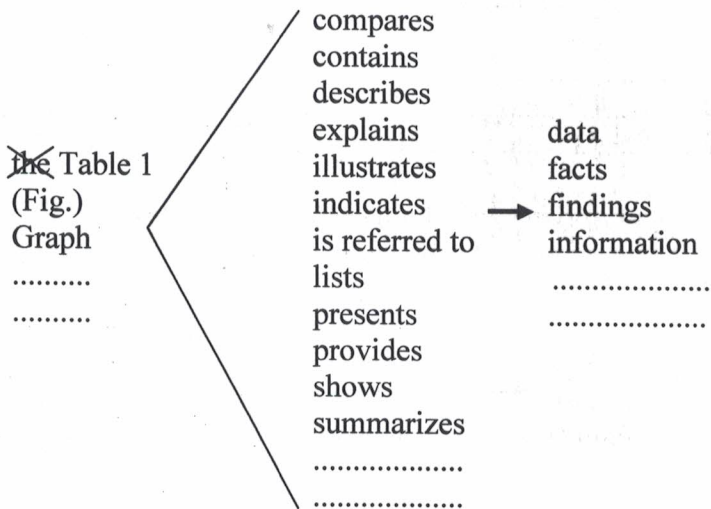 the Table 1
(Fig.)
Graph
..........
..........
compares
contains
describes
explains
illustrates
indicates
is referred to
lists
presents
provides
shows
summarizes
...................
...................
data
facts
findings
information
....................
....................